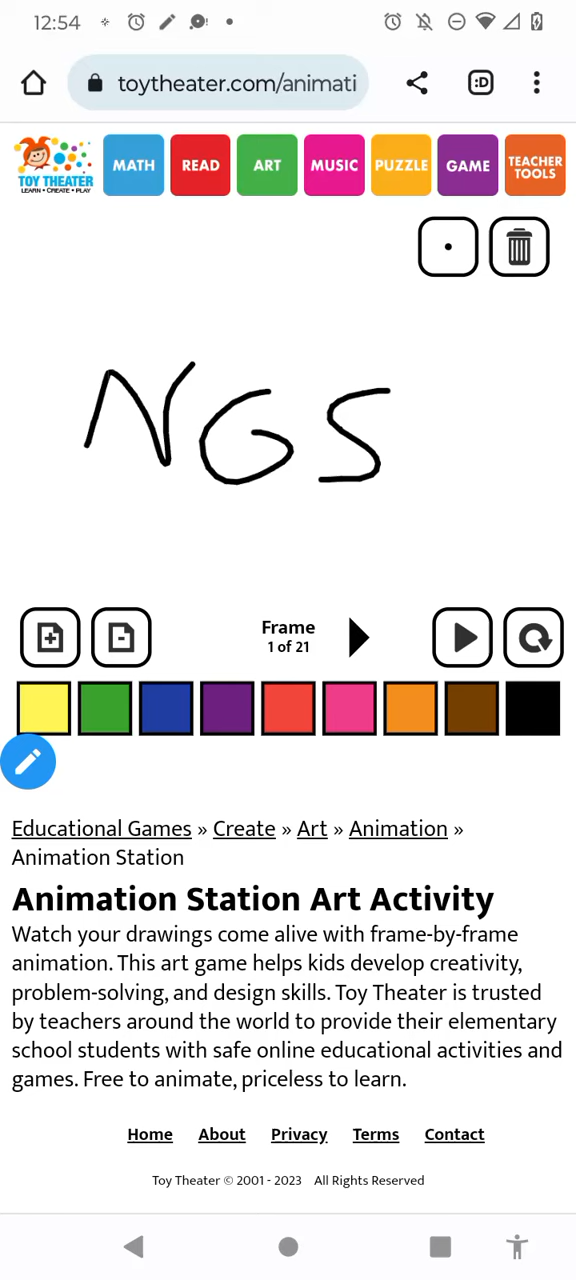 12:54
toytheater.com/animati
:D
TOY THEATER
LEARN • CREATE • PLAY
MATH
READ
ART
MUSIC
PUZZLE
GAME
TEACHER
TOOLS
NGS
Frame
1 of 21
Educational Games » Create » Art » Animation »
Animation Station
Animation Station Art Activity
Watch your drawings come alive with frame-by-frame
animation. This art game helps kids develop creativity,
problem-solving, and design skills. Toy Theater is trusted
by teachers around the world to provide their elementary
school students with safe online educational activities and
games. Free to animate, priceless to learn.
Home About Privacy Terms Contact
Toy Theater © 2001 - 2023 All Rights Reserved